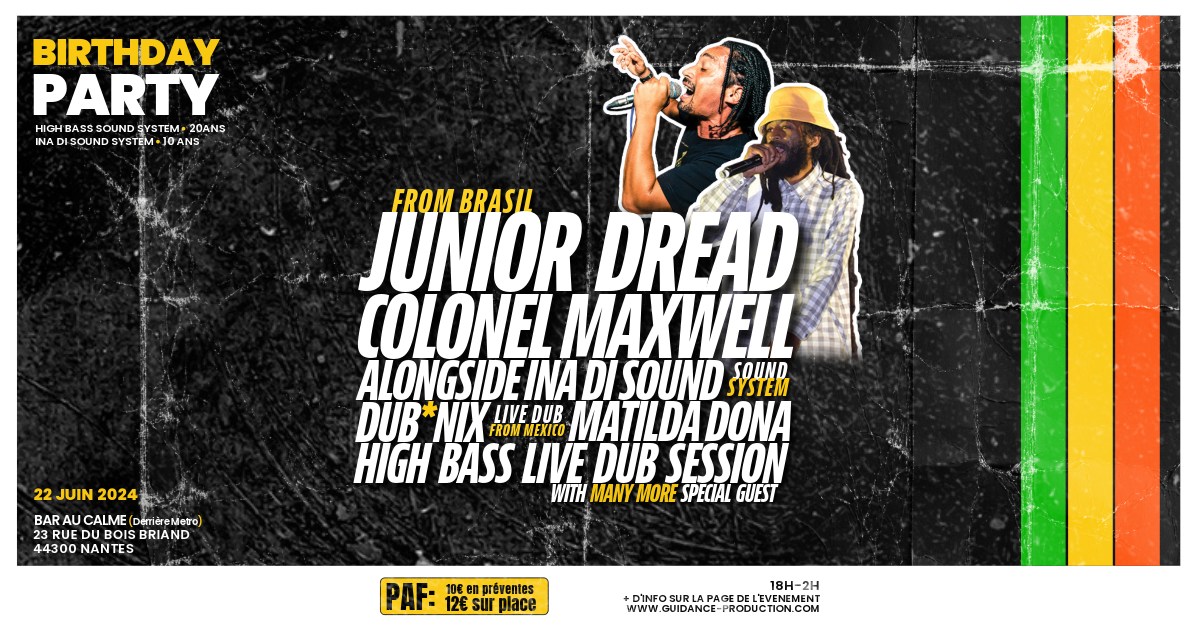 BIRTHDAY
PARTY
HIGH BASS SOUND SYSTEM • 20ANS
INA DI SOUND SYSTEM • 10 ANS
FROM BRASIL
JUNIOR DREAD
COLONEL MAXWELL
ALONGSIDE INA DI SOUND SOUND SYSTEM
DUB*NIX LIVE DUB FROM MEXICO MATILDA DONA
HIGH BASS LIVE DUB SESSION
WITH MANY MORE SPECIAL GUEST
22 JUIN 2024
BAR AU CALME (Derrière Metro)
23 RUE DU BOIS BRIAND
44300 NANTES
PAF: 10€ en préventes
12€ sur place
18H-2H
+ D'INFO SUR LA PAGE DE L'EVENEMENT
WWW.GUIDANCE-PRODUCTION.COM